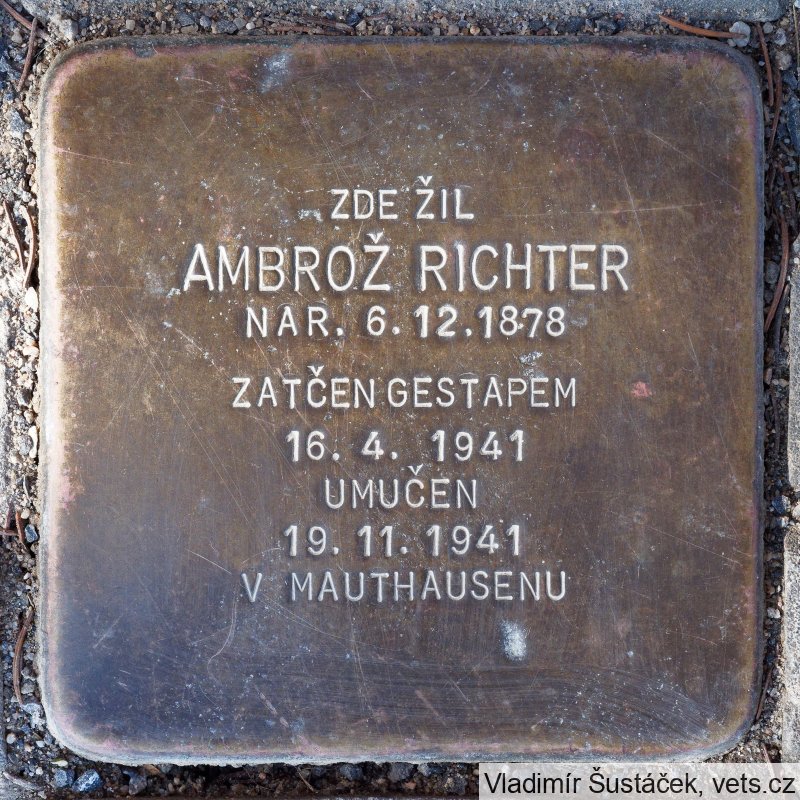 ZDE ŽIL
AMBROŽ RICHTER
NAR. 6.12.1878
ZATČEN GESTAPEM
16. 4. 1941
UMUČEN
19. 11. 1941
V MAUTHAUSENU
Vladimír Šustáček, vets.cz